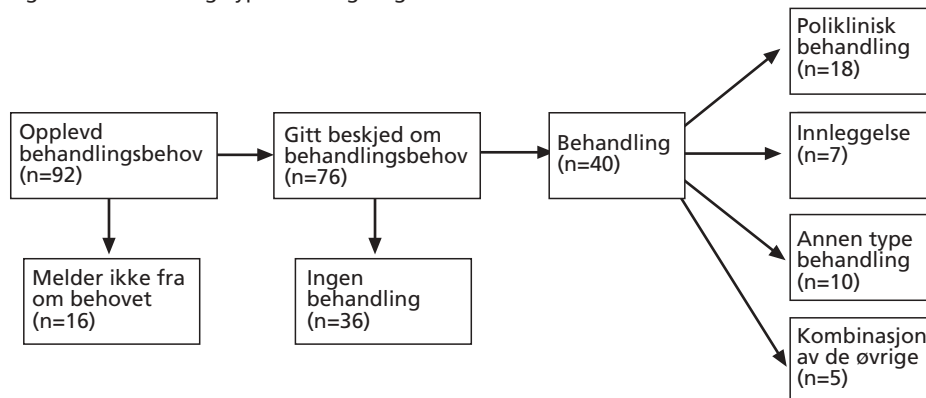 Opplevd
behandlingsbehov
(n=92)
Melder ikke fra
om behovet
(n=16)
Gitt beskjed om
behandlingsbehov
(n=76)
Ingen
behandling
(n=36)
Behandling
(n=40)
Poliklinisk
behandling
(n=18)
Innleggelse
(n=7)
Annen type
behandling
(n=10)
Kombinasjon
av de øvrige
(n=5)